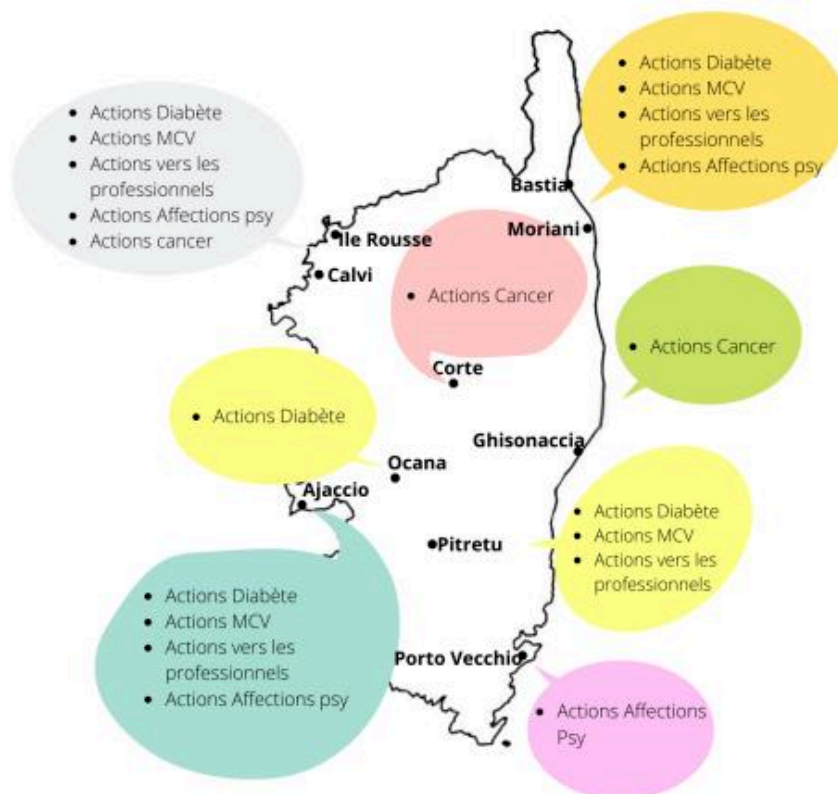 • Actions Diabète
• Actions MCV
• Actions vers les
professionnels
• Actions Affections psy
• Actions Diabète
• Actions MCV
• Actions vers les
professionnels
• Actions Affections psy
• Actions cancer
Bastia
Moriani
Ile Rousse
Calvi
• Actions Cancer
• Actions Cancer
Corte
• Actions Diabète
Ghisonaccia
Ocana
Ajaccio
• Actions Diabète
• Actions MCV
• Actions vers les
professionnels
Pitretu
• Actions Diabète
• Actions MCV
• Actions vers les
professionnels
• Actions Affections psy
Porto Vecchio
• Actions Affections
Psy